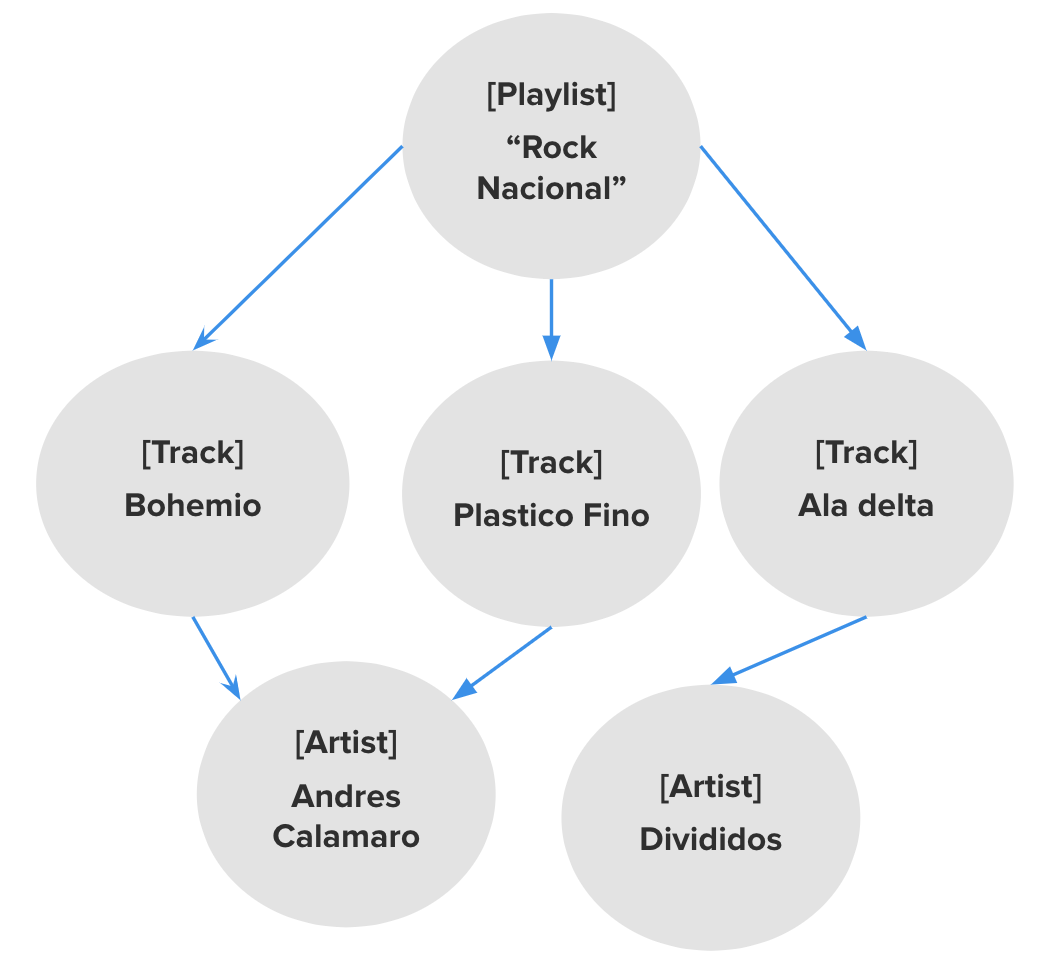 [Playlist]
“Rock
Nacional”
[Track]
Bohemio
[Track]
Plastico Fino
[Track]
Ala delta
[Artist]
Andres
Calamaro
[Artist]
Divididos